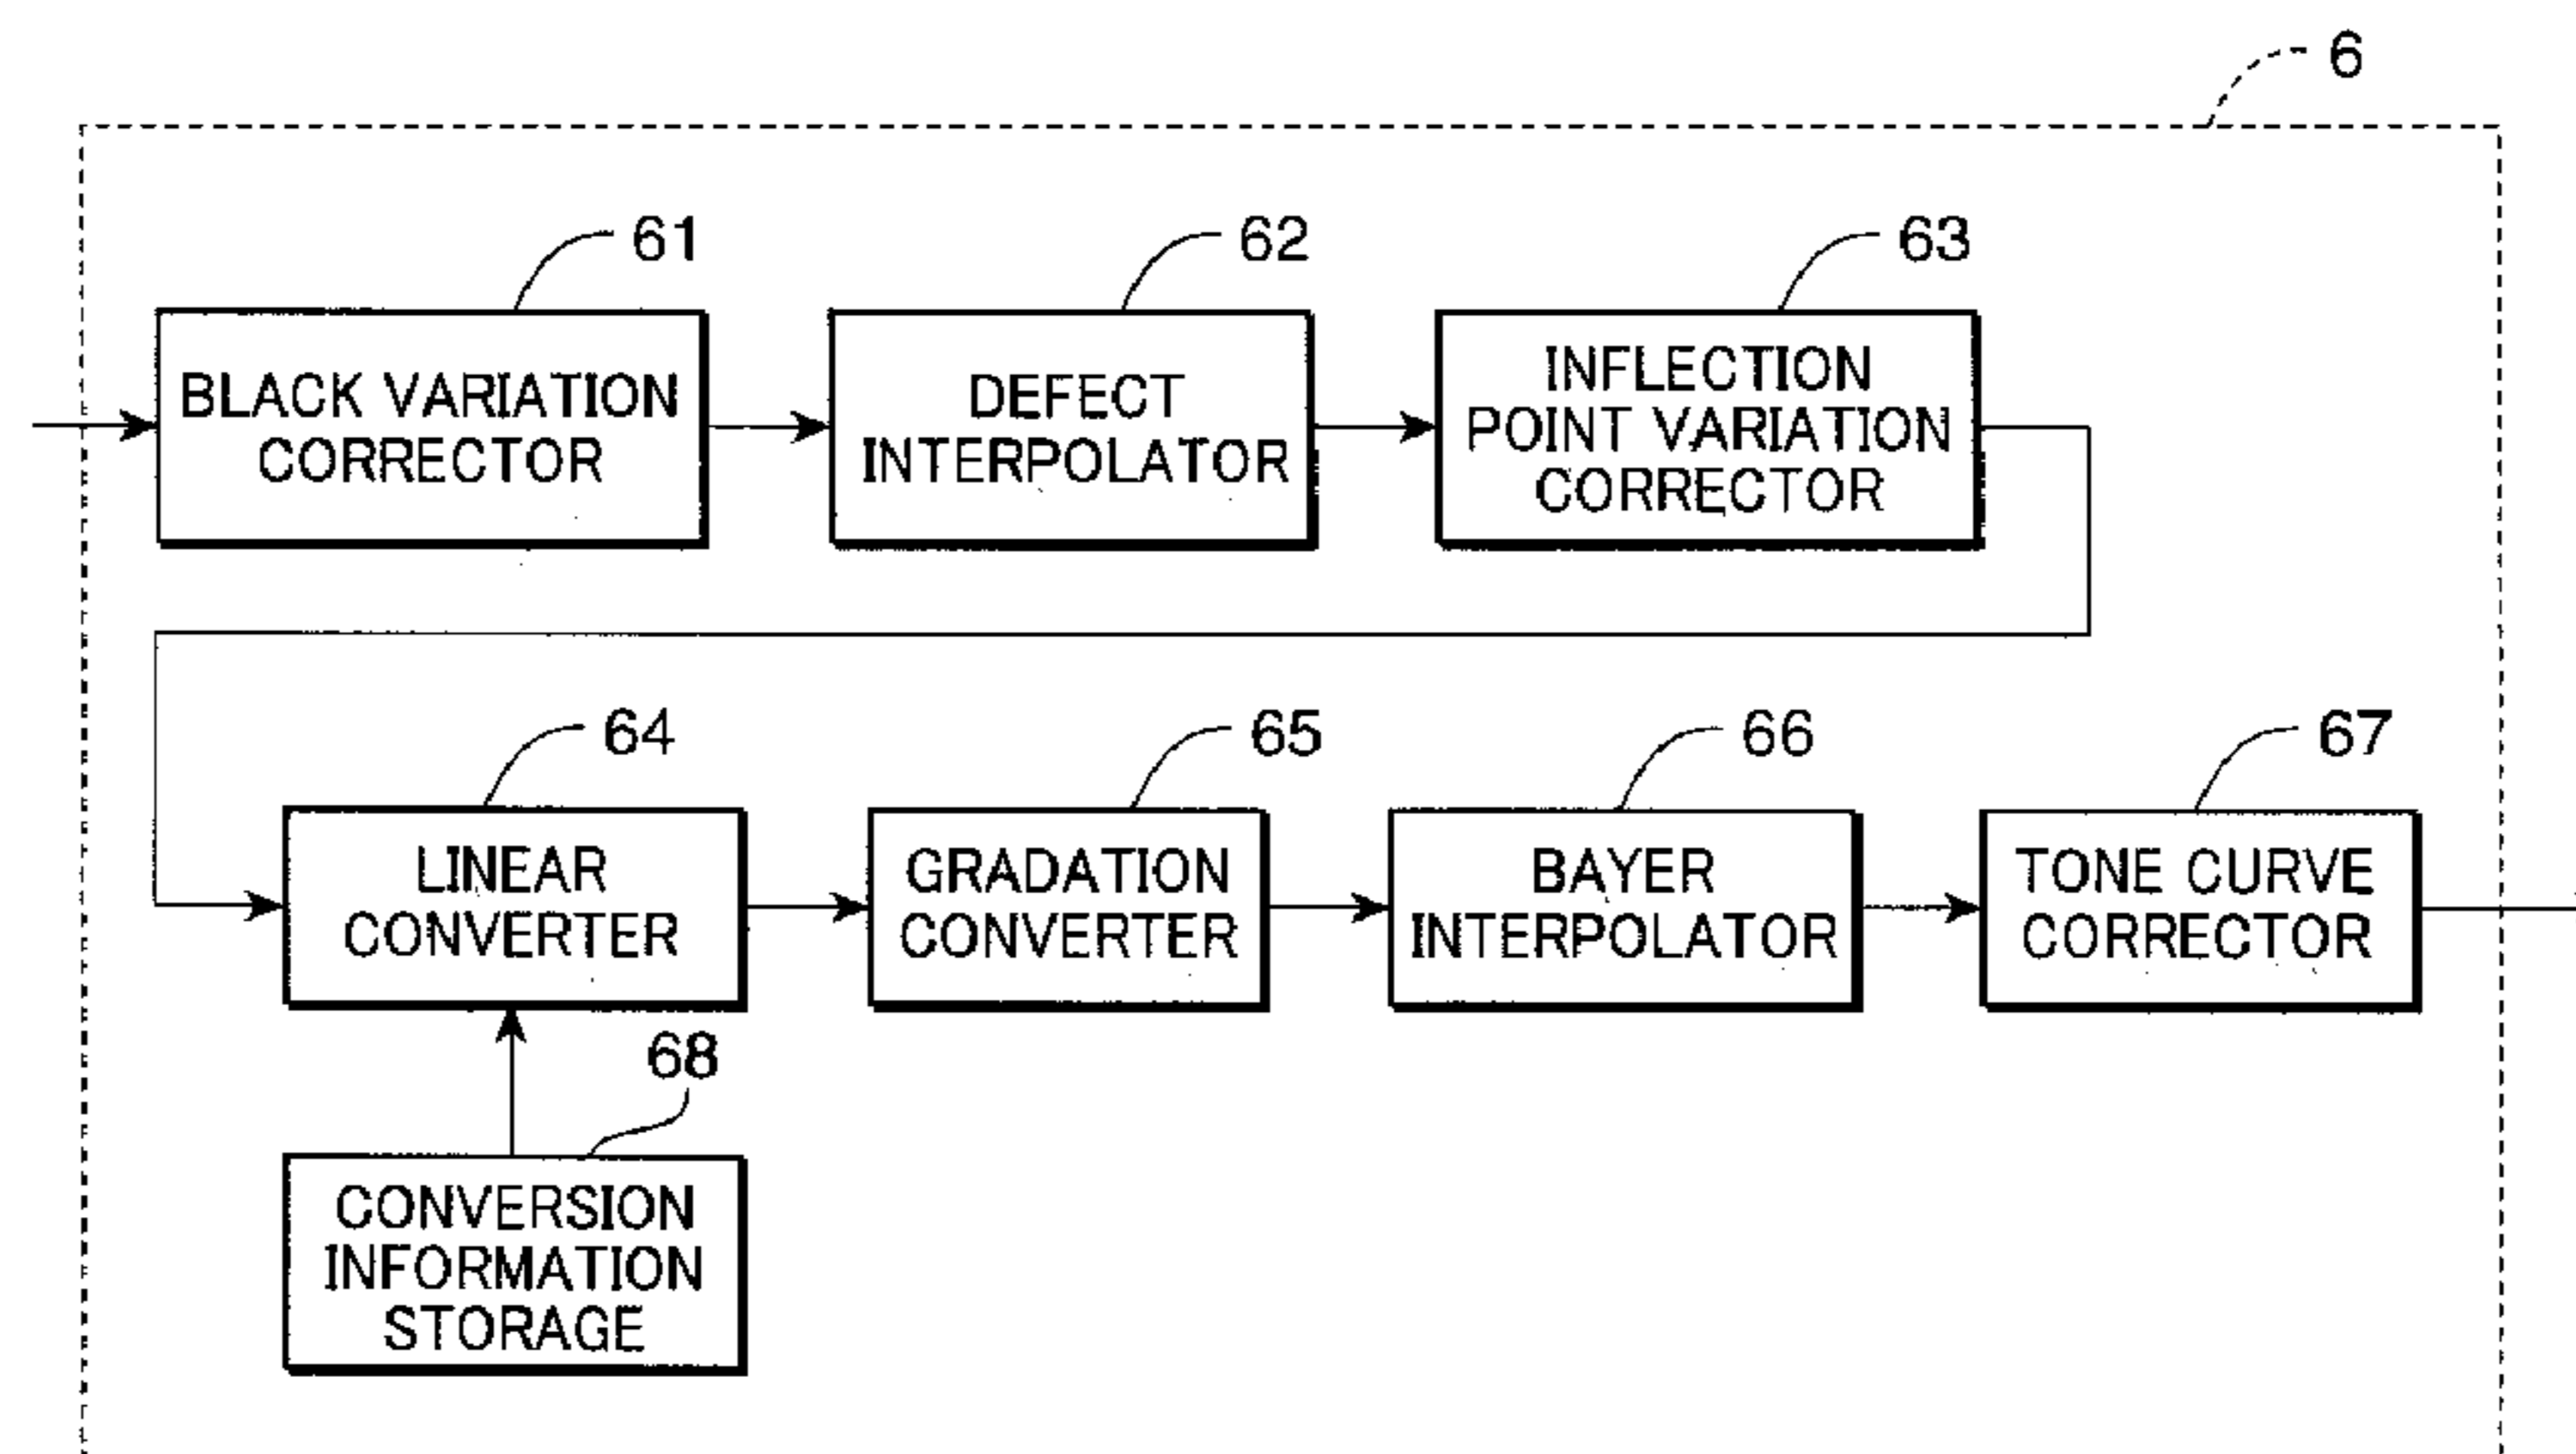 6
61
62
63
BLACK VARIATION
CORRECTOR
DEFECT
INTERPOLATOR
INFLECTION
POINT VARIATION
CORRECTOR
64
65
66
67
LINEAR
CONVERTER
GRADATION
CONVERTER
BAYER
INTERPOLATOR
TONE CURVE
CORRECTOR
68
CONVERSION
INFORMATION
STORAGE